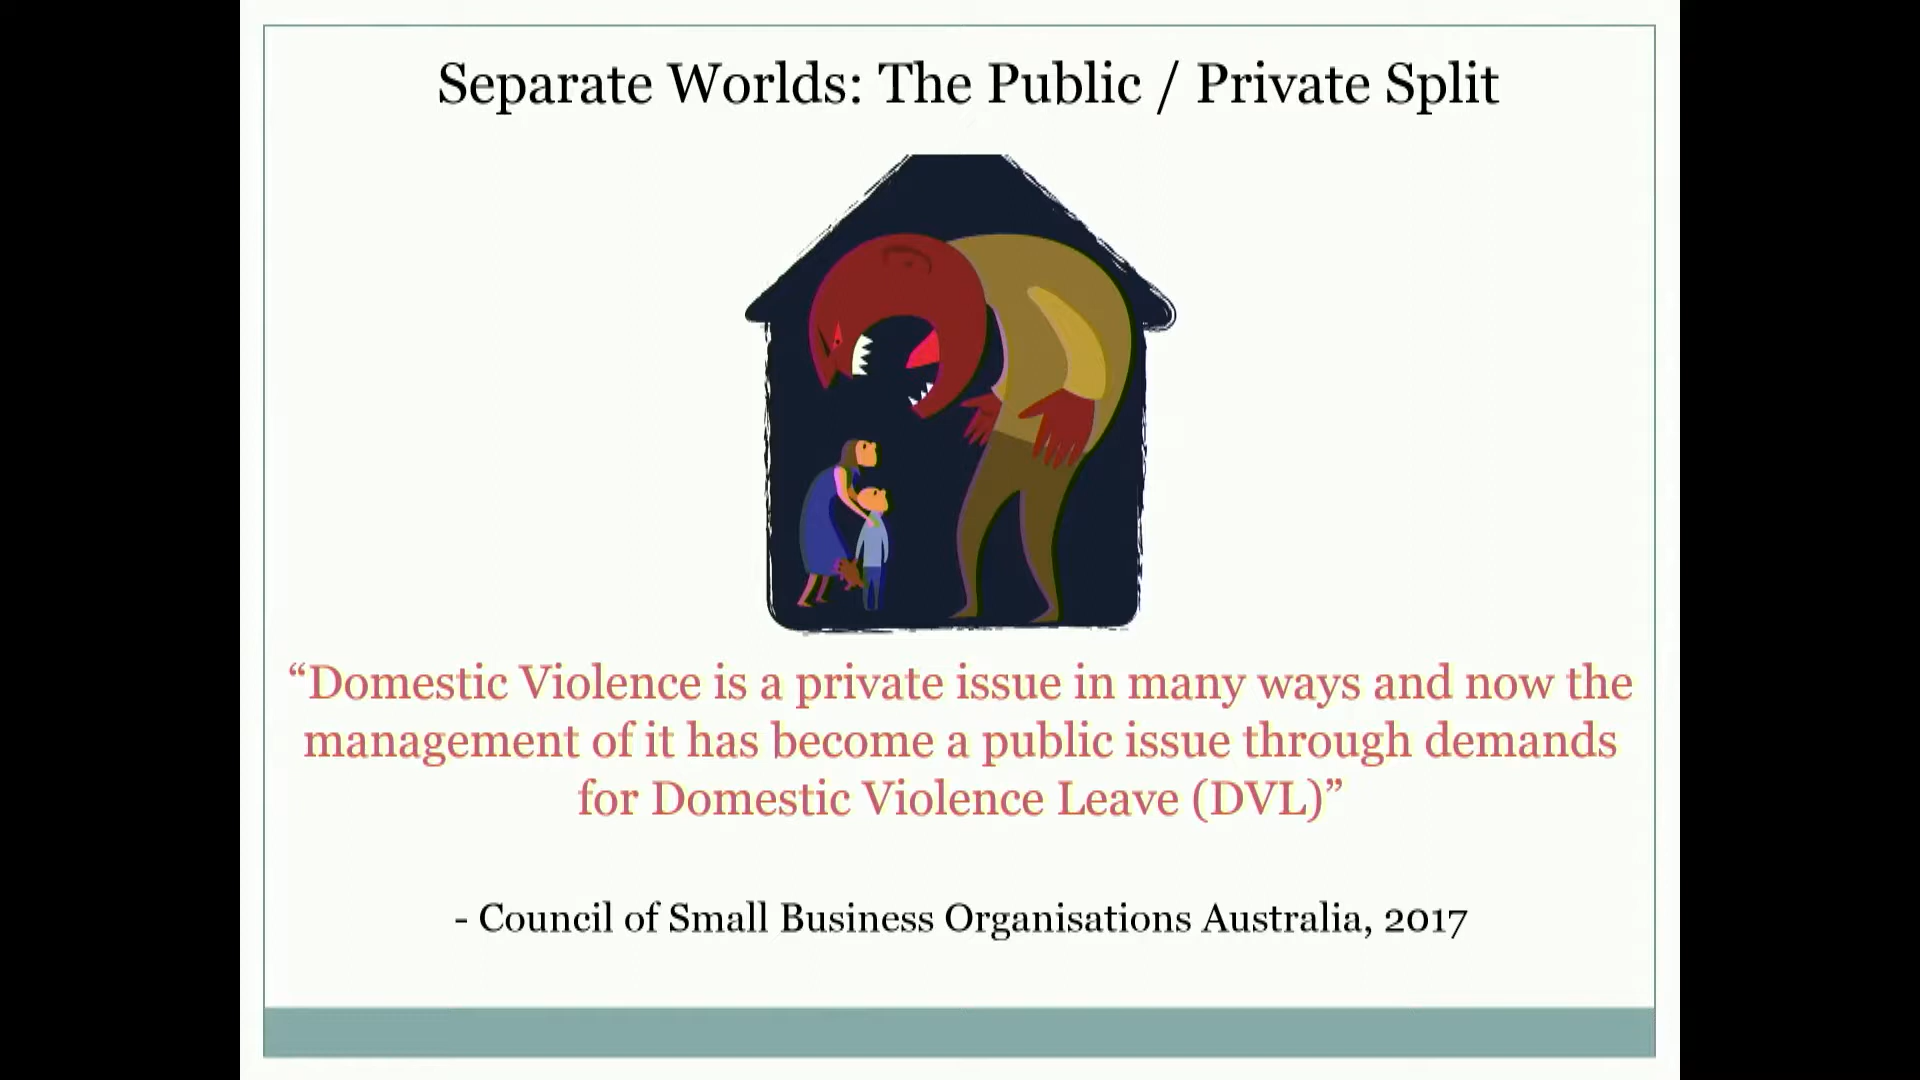 Separate Worlds: The Public / Private Split
“Domestic Violence is a private issue in many ways and now the
management of it has become a public issue through demands
for Domestic Violence Leave (DVL)”
- Council of Small Business Organisations Australia, 2017